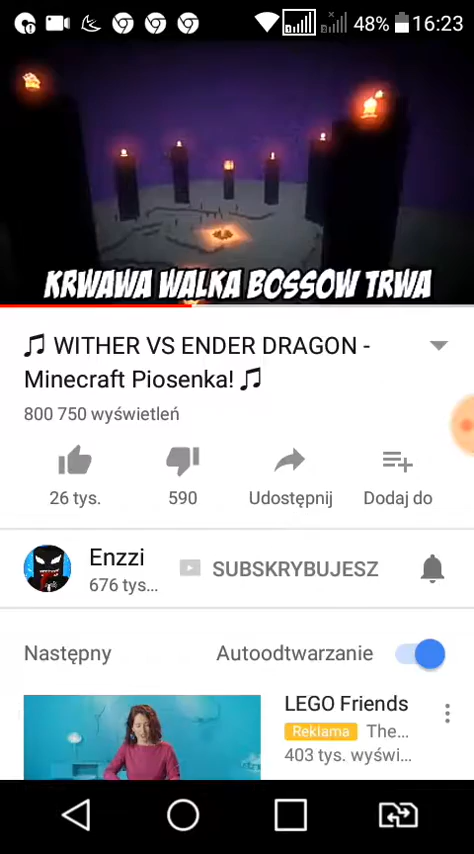 48% 16:23
KRWAWA WALKA BOSSOW TRWA
♫ WITHER VS ENDER DRAGON -
Minecraft Piosenka! ♫
800 750 wyświetleń
26 tys. 590 Udostępnij Dodaj do
Enzzi
676 tys...
SUBSKRYBUJESZ
Następny Autoodtwarzanie
LEGO Friends
Reklama The...
403 tys. wyświ...